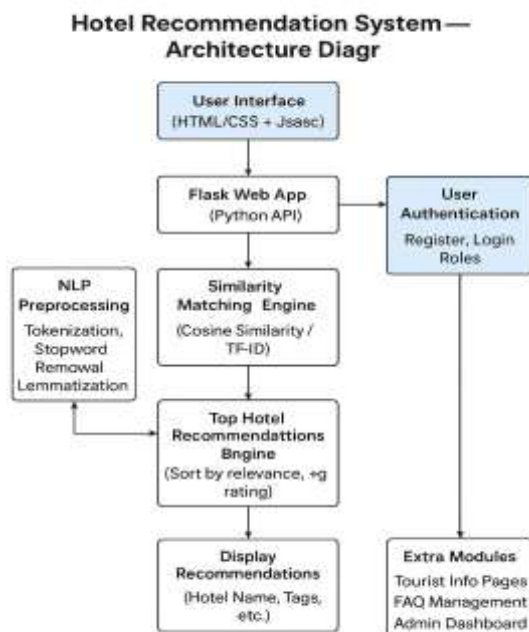 Hotel Recommendation System —
Architecture Diagr
User Interface
(HTML/CSS + Jsasc)
Flask Web App
(Python API)
User
Authentication
Register, Login
Roles
NLP
Preprocessing
Tokenization,
Stopword
Remowal
Lemmatization
Similarity
Matching Engine
(Cosine Similarity /
TF-ID)
Top Hotel
Recommendattions
Bngine
(Sort by relevance, +g
rating)
Display
Recommendations
(Hotel Name, Tags,
etc.)
Extra Modules
Tourist Info Pages
FAQ Management
Admin Dashboard